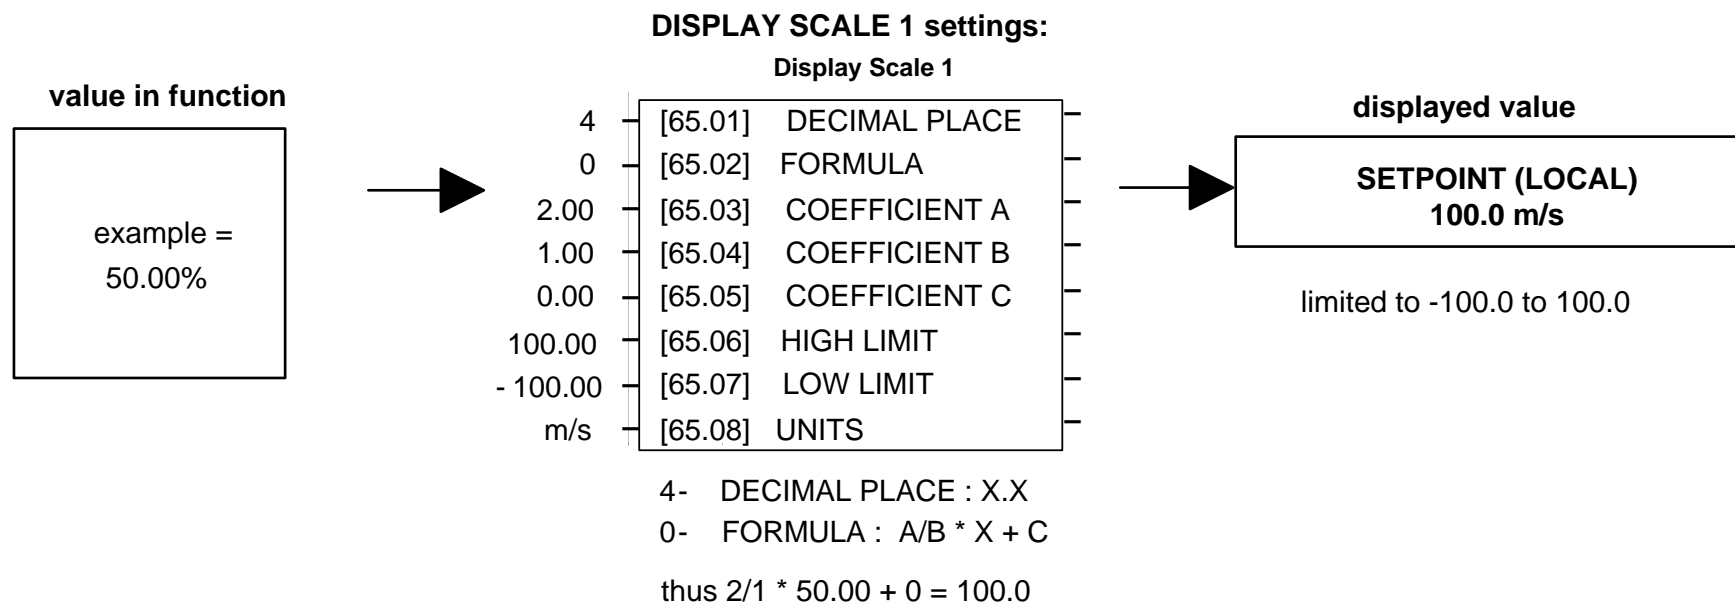 DISPLAY SCALE 1 settings:
Display Scale 1
value in function
example =
50.00%
4 [65.01] DECIMAL PLACE
0 [65.02] FORMULA
2.00 [65.03] COEFFICIENT A
1.00 [65.04] COEFFICIENT B
0.00 [65.05] COEFFICIENT C
100.00 [65.06] HIGH LIMIT
- 100.00 [65.07] LOW LIMIT
m/s [65.08] UNITS
4- DECIMAL PLACE : X.X
0- FORMULA : A/B * X + C
thus 2/1 * 50.00 + 0 = 100.0
displayed value
SETPOINT (LOCAL)
100.0 m/s
limited to -100.0 to 100.0